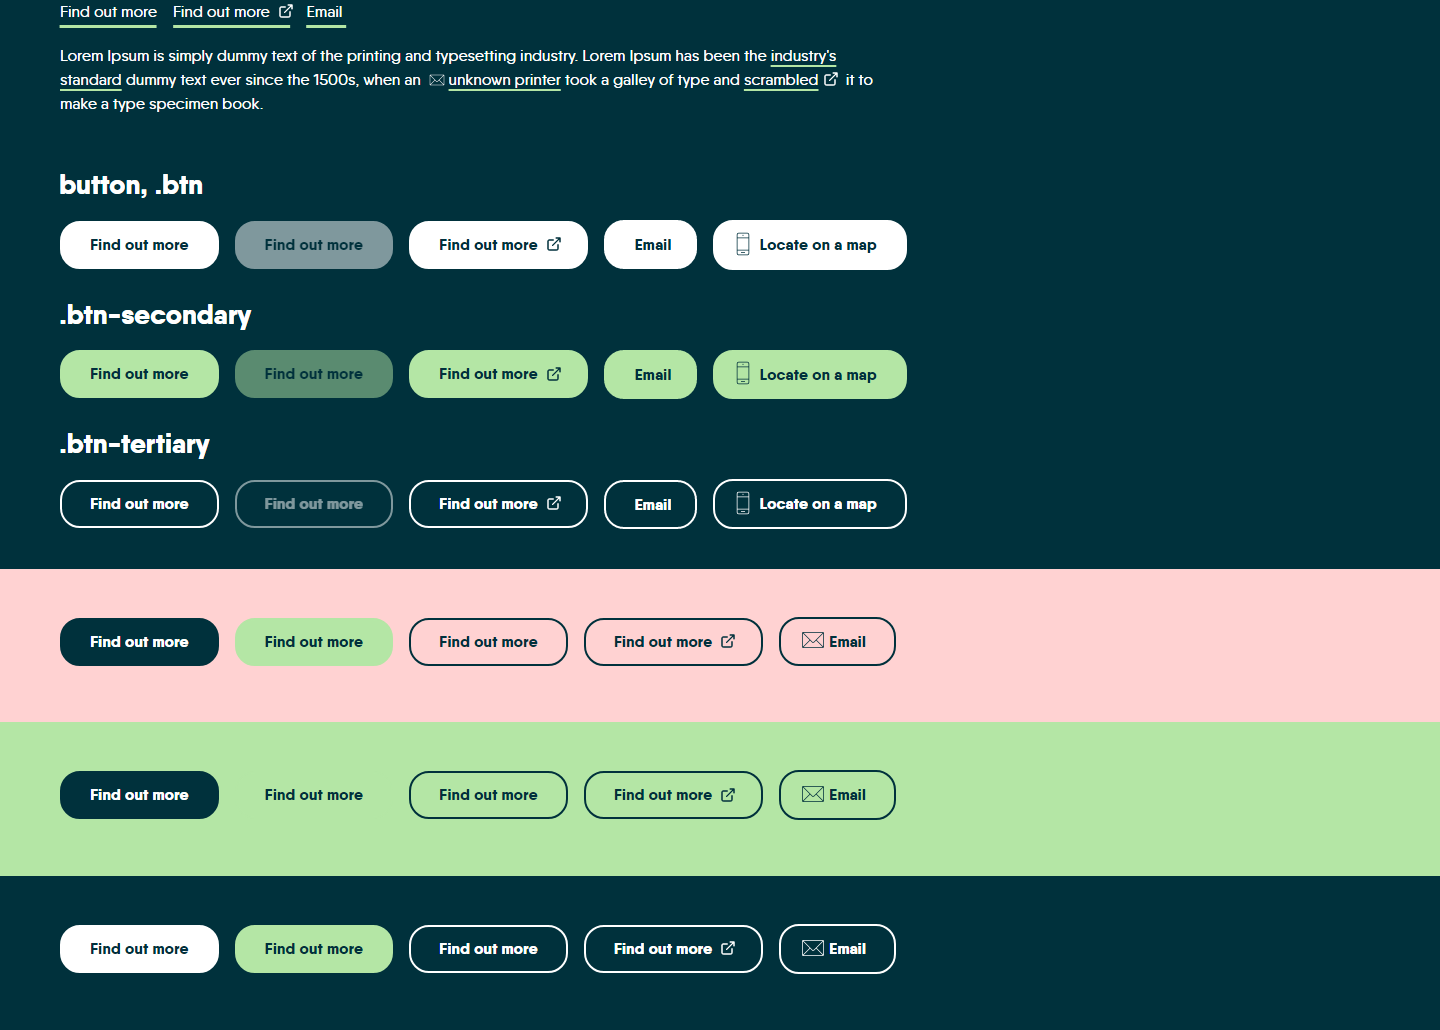 Find out more Find out more Email
Lorem Ipsum is simply dummy text of the printing and typesetting industry. Lorem Ipsum has been the industry's
standard dummy text ever since the 1500s, when an unknown printer took a galley of type and scrambled it to
make a type specimen book.
button, .btn
Find out more Find out more Find out more Email Locate on a map
.btn-secondary
Find out more Find out more Find out more Email Locate on a map
.btn-tertiary
Find out more Find out more Find out more Email Locate on a map
Find out more Find out more Find out more Find out more Email
Find out more Find out more Find out more Find out more Email
Find out more Find out more Find out more Find out more Email